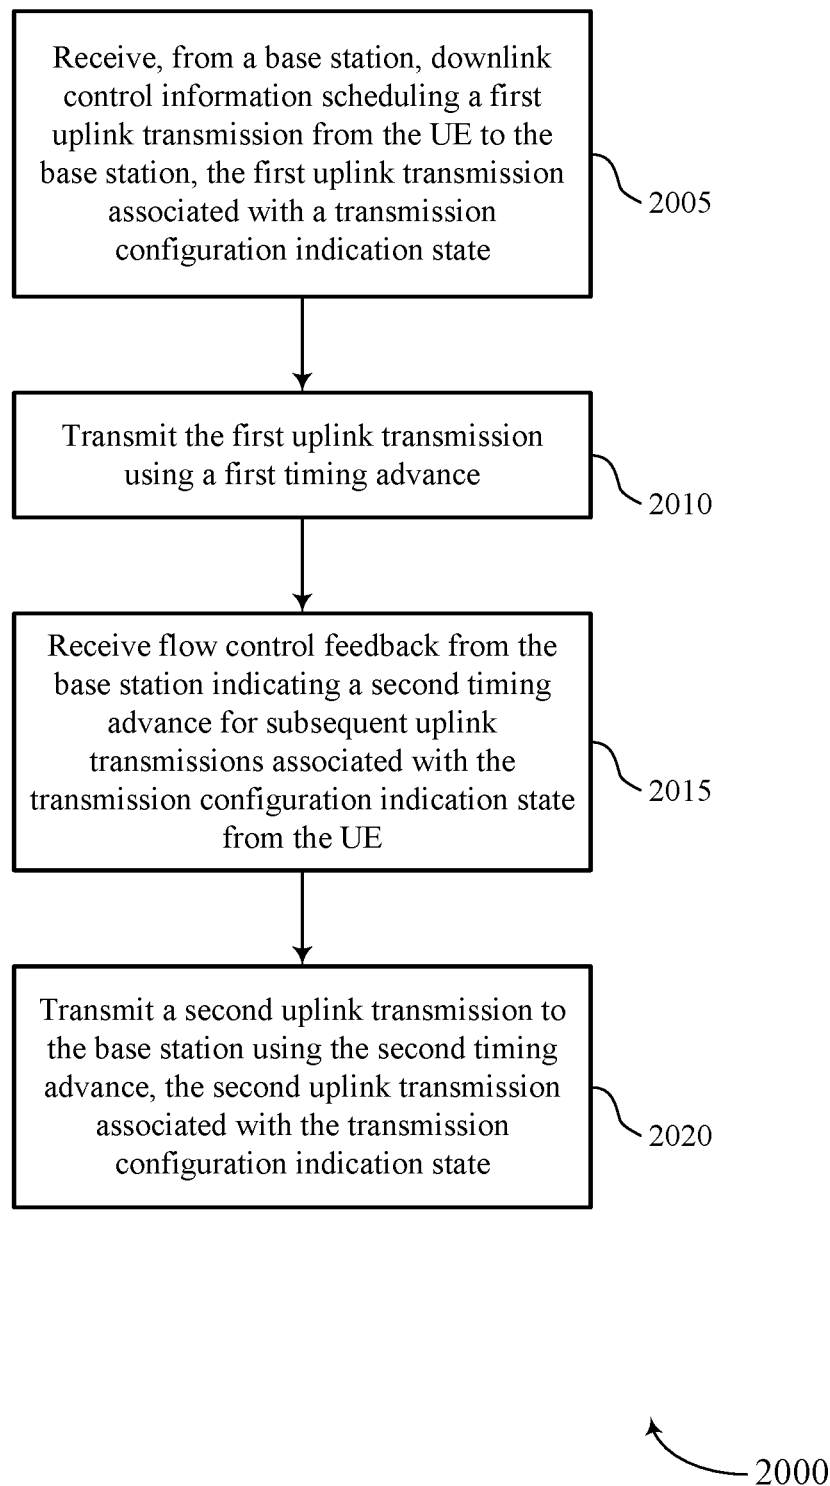 Receive, from a base station, downlink
control information scheduling a first
uplink transmission from the UE to the
base station, the first uplink transmission
associated with a transmission
configuration indication state
2005
Transmit the first uplink transmission
using a first timing advance
2010
Receive flow control feedback from the
base station indicating a second timing
advance for subsequent uplink
transmissions associated with the
transmission configuration indication state
from the UE
2015
Transmit a second uplink transmission to
the base station using the second timing
advance, the second uplink transmission
associated with the transmission
configuration indication state
2020
2000